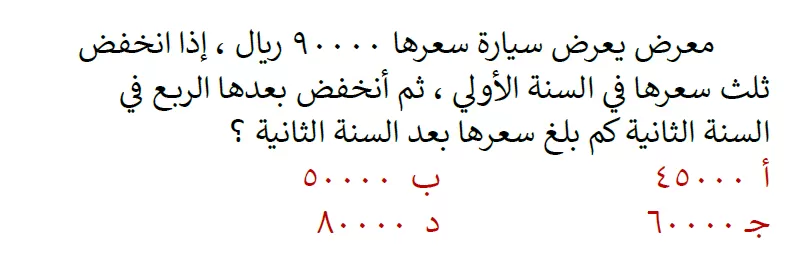 معرض يعرض سيارة سعرها ٩٠٠٠٠ ريال ، إذا انخفض
ثلث سعرها في السنة الأولي ، ثم أنخفض بعدها الربع في
السنة الثانية كم بلغ سعرها بعد السنة الثانية ؟
أ ٤٥٠٠٠ ب ٥٠٠٠٠
جـ ٦٠٠٠٠ د ٨٠٠٠٠